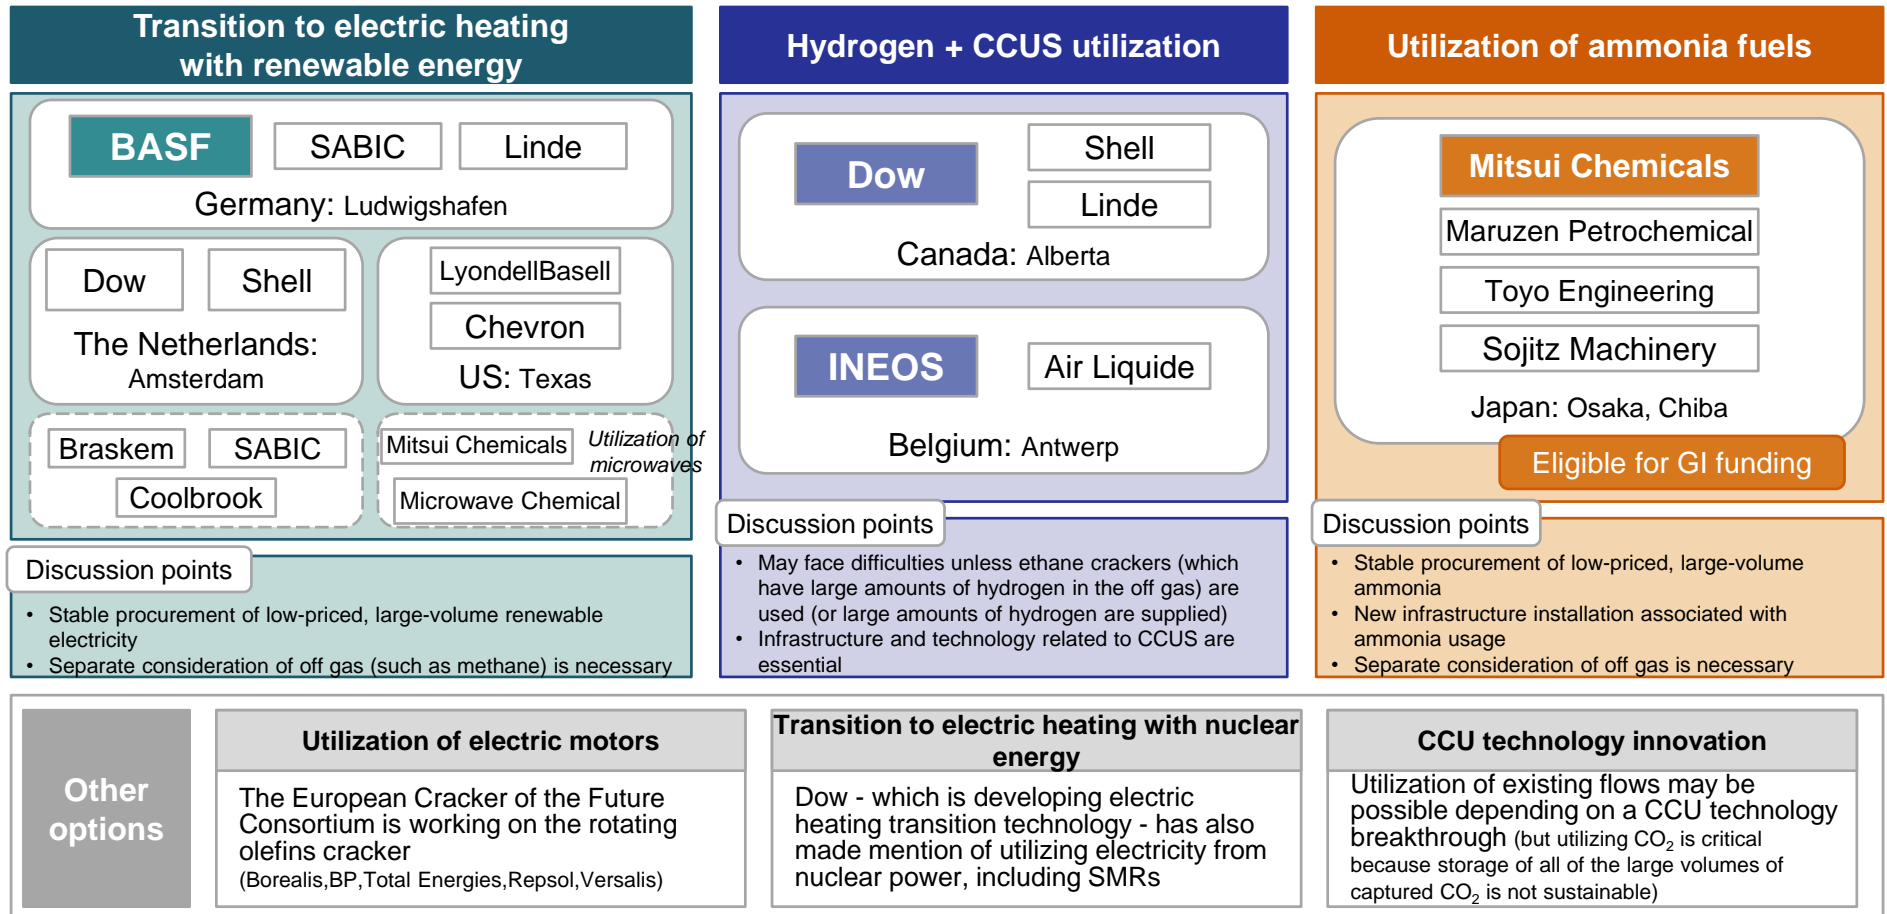 Transition to electric heating
with renewable energy
BASF
SABIC
Linde
Germany: Ludwigshafen
Dow
Shell
The Netherlands:
Amsterdam
LyondellBasell
Chevron
US: Texas
Braskem
SABIC
Coolbrook
Mitsui Chemicals
Utilization of
microwaves
Microwave Chemical
Discussion points
• Stable procurement of low-priced, large-volume renewable
electricity
• Separate consideration of off gas (such as methane) is necessary
Hydrogen + CCUS utilization
Dow
Shell
Linde
Canada: Alberta
INEOS
Air Liquide
Belgium: Antwerp
Discussion points
• May face difficulties unless ethane crackers (which
have large amounts of hydrogen in the off gas) are
used (or large amounts of hydrogen are supplied)
• Infrastructure and technology related to CCUS are
essential
Utilization of ammonia fuels
Mitsui Chemicals
Maruzen Petrochemical
Toyo Engineering
Sojitz Machinery
Japan: Osaka, Chiba
Eligible for GI funding
Discussion points
• Stable procurement of low-priced, large-volume
ammonia
• New infrastructure installation associated with
ammonia usage
• Separate consideration of off gas is necessary
Other
options
Utilization of electric motors
The European Cracker of the Future
Consortium is working on the rotating
olefins cracker
(Borealis,BP,Total Energies,Repsol,Versalis)
Transition to electric heating with nuclear
energy
Dow - which is developing electric
heating transition technology - has also
made mention of utilizing electricity from
nuclear power, including SMRs
CCU technology innovation
Utilization of existing flows may be
possible depending on a CCU technology
breakthrough (but utilizing CO₂ is critical
because storage of all of the large volumes of
captured CO₂ is not sustainable)